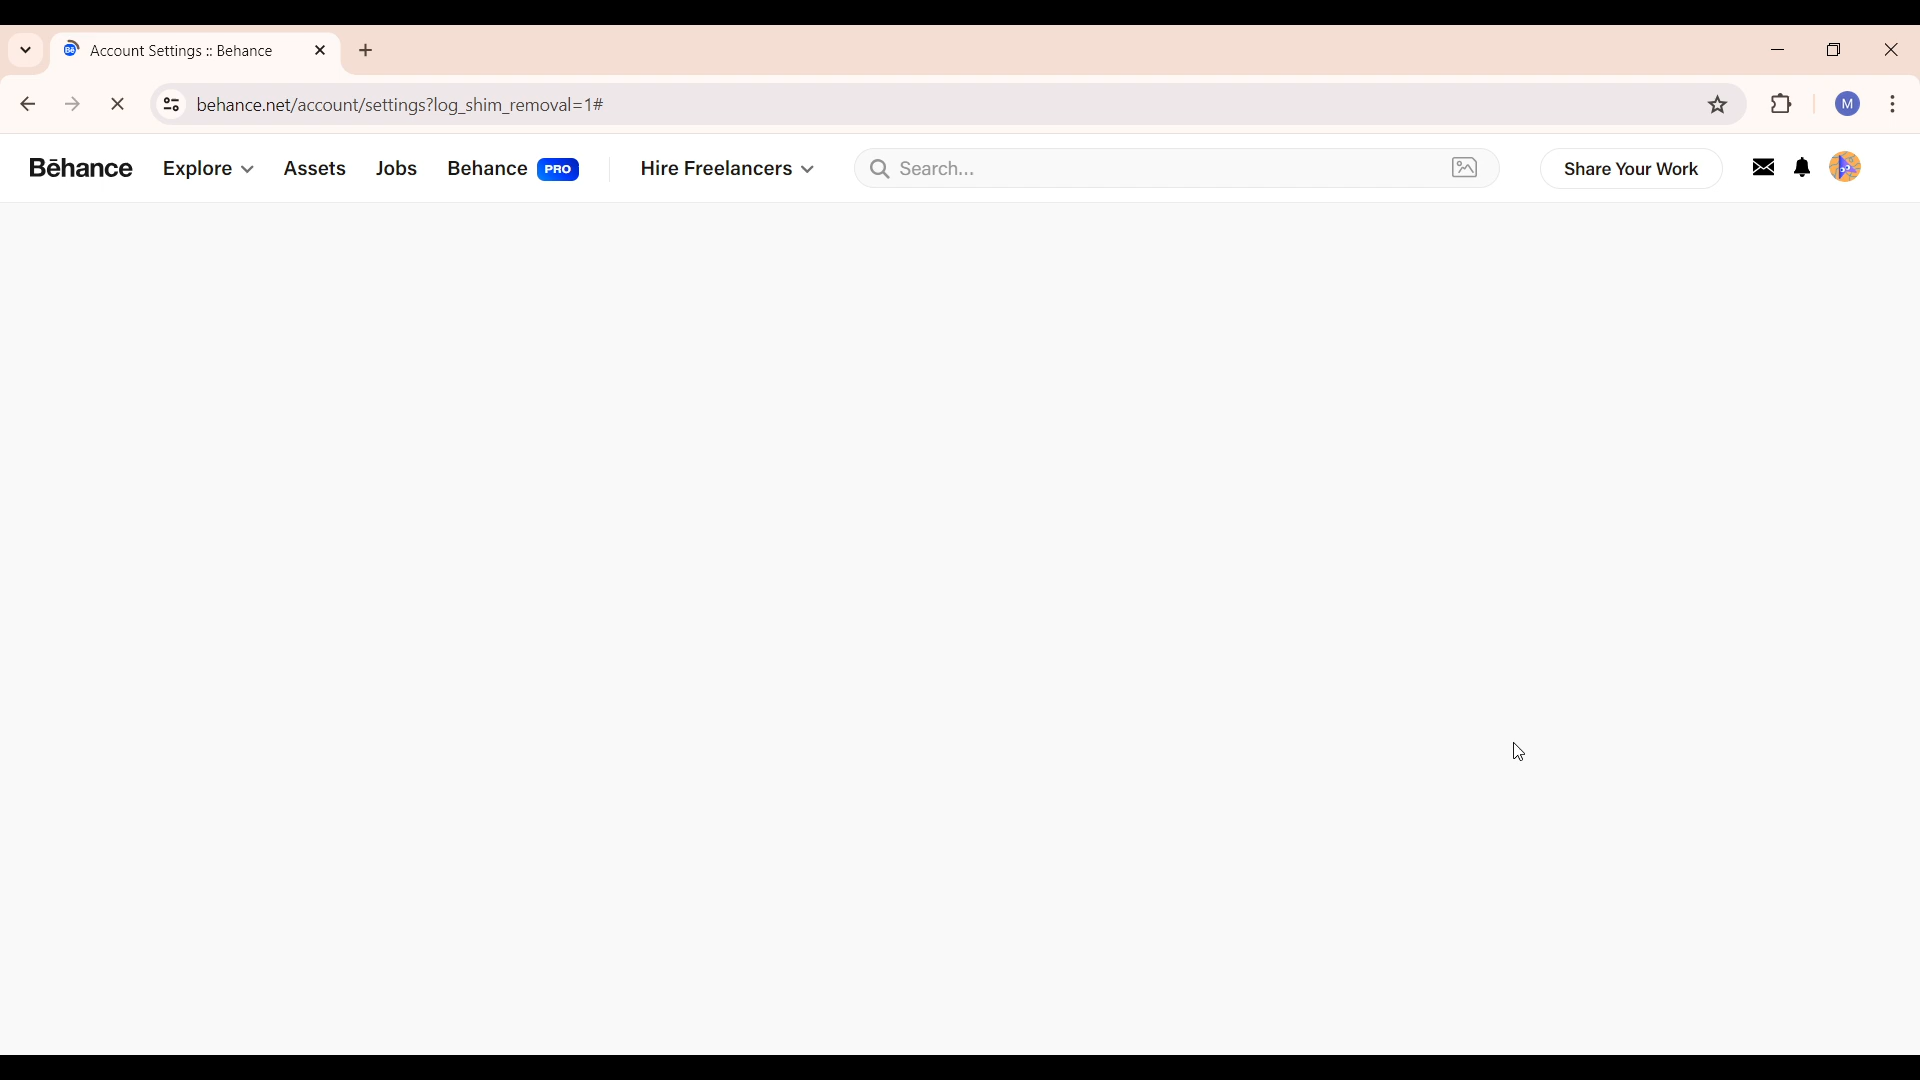 Account Settings :: Behance
behance.net/account/settings?log_shim_removal=1#
M
Bēhance Explore Assets Jobs Behance PRO Hire Freelancers Search... Share Your Work